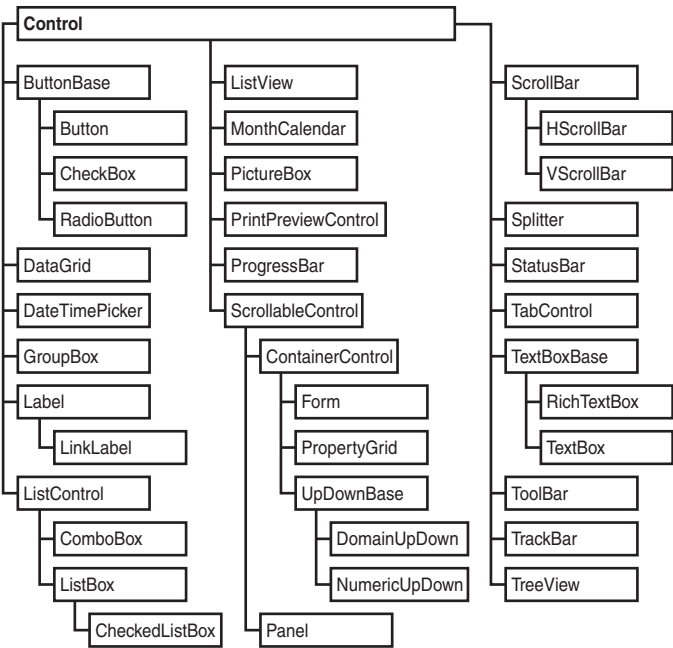 Control
ButtonBase
Button
CheckBox
RadioButton
DataGrid
DateTimePicker
GroupBox
Label
LinkLabel
ListControl
ComboBox
ListBox
CheckedListBox
ListView
MonthCalendar
PictureBox
PrintPreviewControl
ProgressBar
ScrollableControl
ContainerControl
Form
PropertyGrid
UpDownBase
DomainUpDown
NumericUpDown
Panel
ScrollBar
HScrollBar
VScrollBar
Splitter
StatusBar
TabControl
TextBoxBase
RichTextBox
TextBox
ToolBar
TrackBar
TreeView